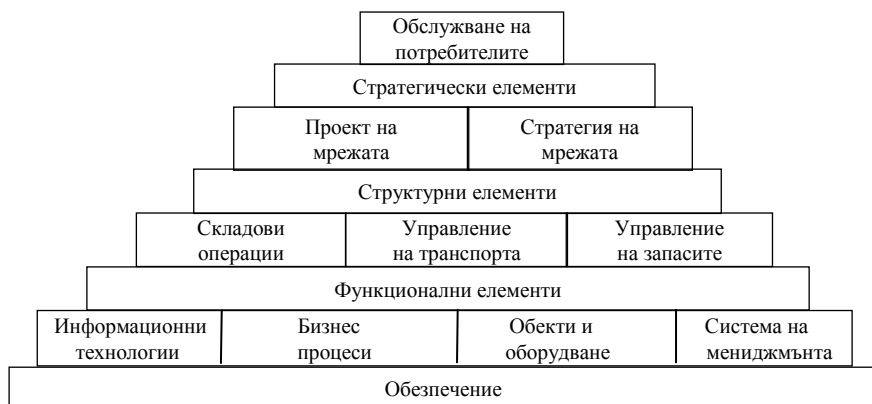 Обслужване на
потребителите
Стратегически елементи
Проект на
мрежата
Стратегия на
мрежата
Структурни елементи
Складови
операции
Управление
на транспорта
Управление
на запасите
Функционални елементи
Информационни
технологии
Бизнес
процеси
Обекти и
оборудване
Система на
мениджмънта
Обезпечение